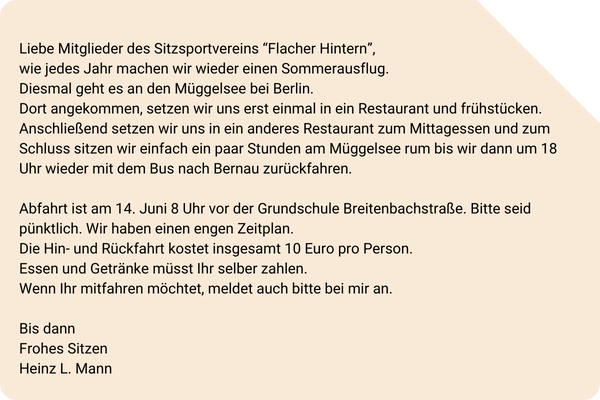 Liebe Mitglieder des Sitzsportvereins “Flacher Hintern”,
wie jedes Jahr machen wir wieder einen Sommerausflug.
Diesmal geht es an den Müggelsee bei Berlin.
Dort angekommen, setzen wir uns erst einmal in ein Restaurant und frühstücken.
Anschließend setzen wir uns in ein anderes Restaurant zum Mittagessen und zum
Schluss sitzen wir einfach ein paar Stunden am Müggelsee rum bis wir dann um 18
Uhr wieder mit dem Bus nach Bernau zurückfahren.
Abfahrt ist am 14. Juni 8 Uhr vor der Grundschule Breitenbachstraße. Bitte seid
pünktlich. Wir haben einen engen Zeitplan.
Die Hin- und Rückfahrt kostet insgesamt 10 Euro pro Person.
Essen und Getränke müsst Ihr selber zahlen.
Wenn Ihr mitfahren möchtet, meldet auch bitte bei mir an.
Bis dann
Frohes Sitzen
Heinz L. Mann